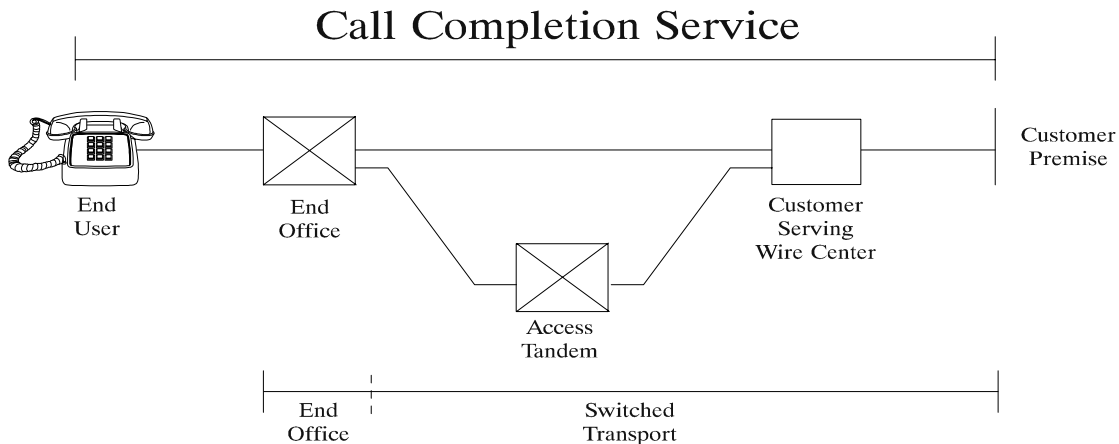 Call Completion Service
Customer
Premise
End
User
End
Office
Customer
Serving
Wire Center
Access
Tandem
End
Office
Switched
Transport